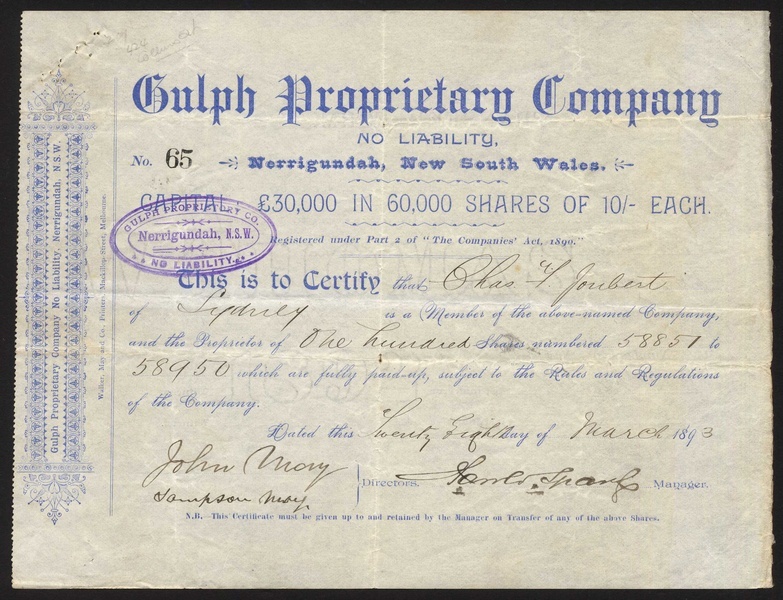 Gulph Proprietary Company
NO LIABILITY,
No. 65 Nerrigundah, New South Wales.
CAPITAL £30,000 IN 60,000 SHARES OF 10/- EACH.
GULPH PROPRIETARY CO.
Nerrigundah, N.S.W.
NO LIABILITY.
Registered under Part 2 of "The Companies' Act, 1890."
This is to Certify that Chas F Joubert
of Sydney is a Member of the above-named Company,
and the Proprietor of One hundred Shares numbered 58851 to
58950 which are fully paid-up, subject to the Rules and Regulations
of the Company.
Dated this Twenty Eighth day of March 1893
John May
Sampson May
Directors. Manager.
N.B.—This Certificate must be given up to and retained by the Manager on Transfer of any of the above Shares.
Gulph Proprietary Company No Liability, Nerrigundah, N.S.W.
Walker, May and Co., Printers, Mackillop Street, Melbourne.